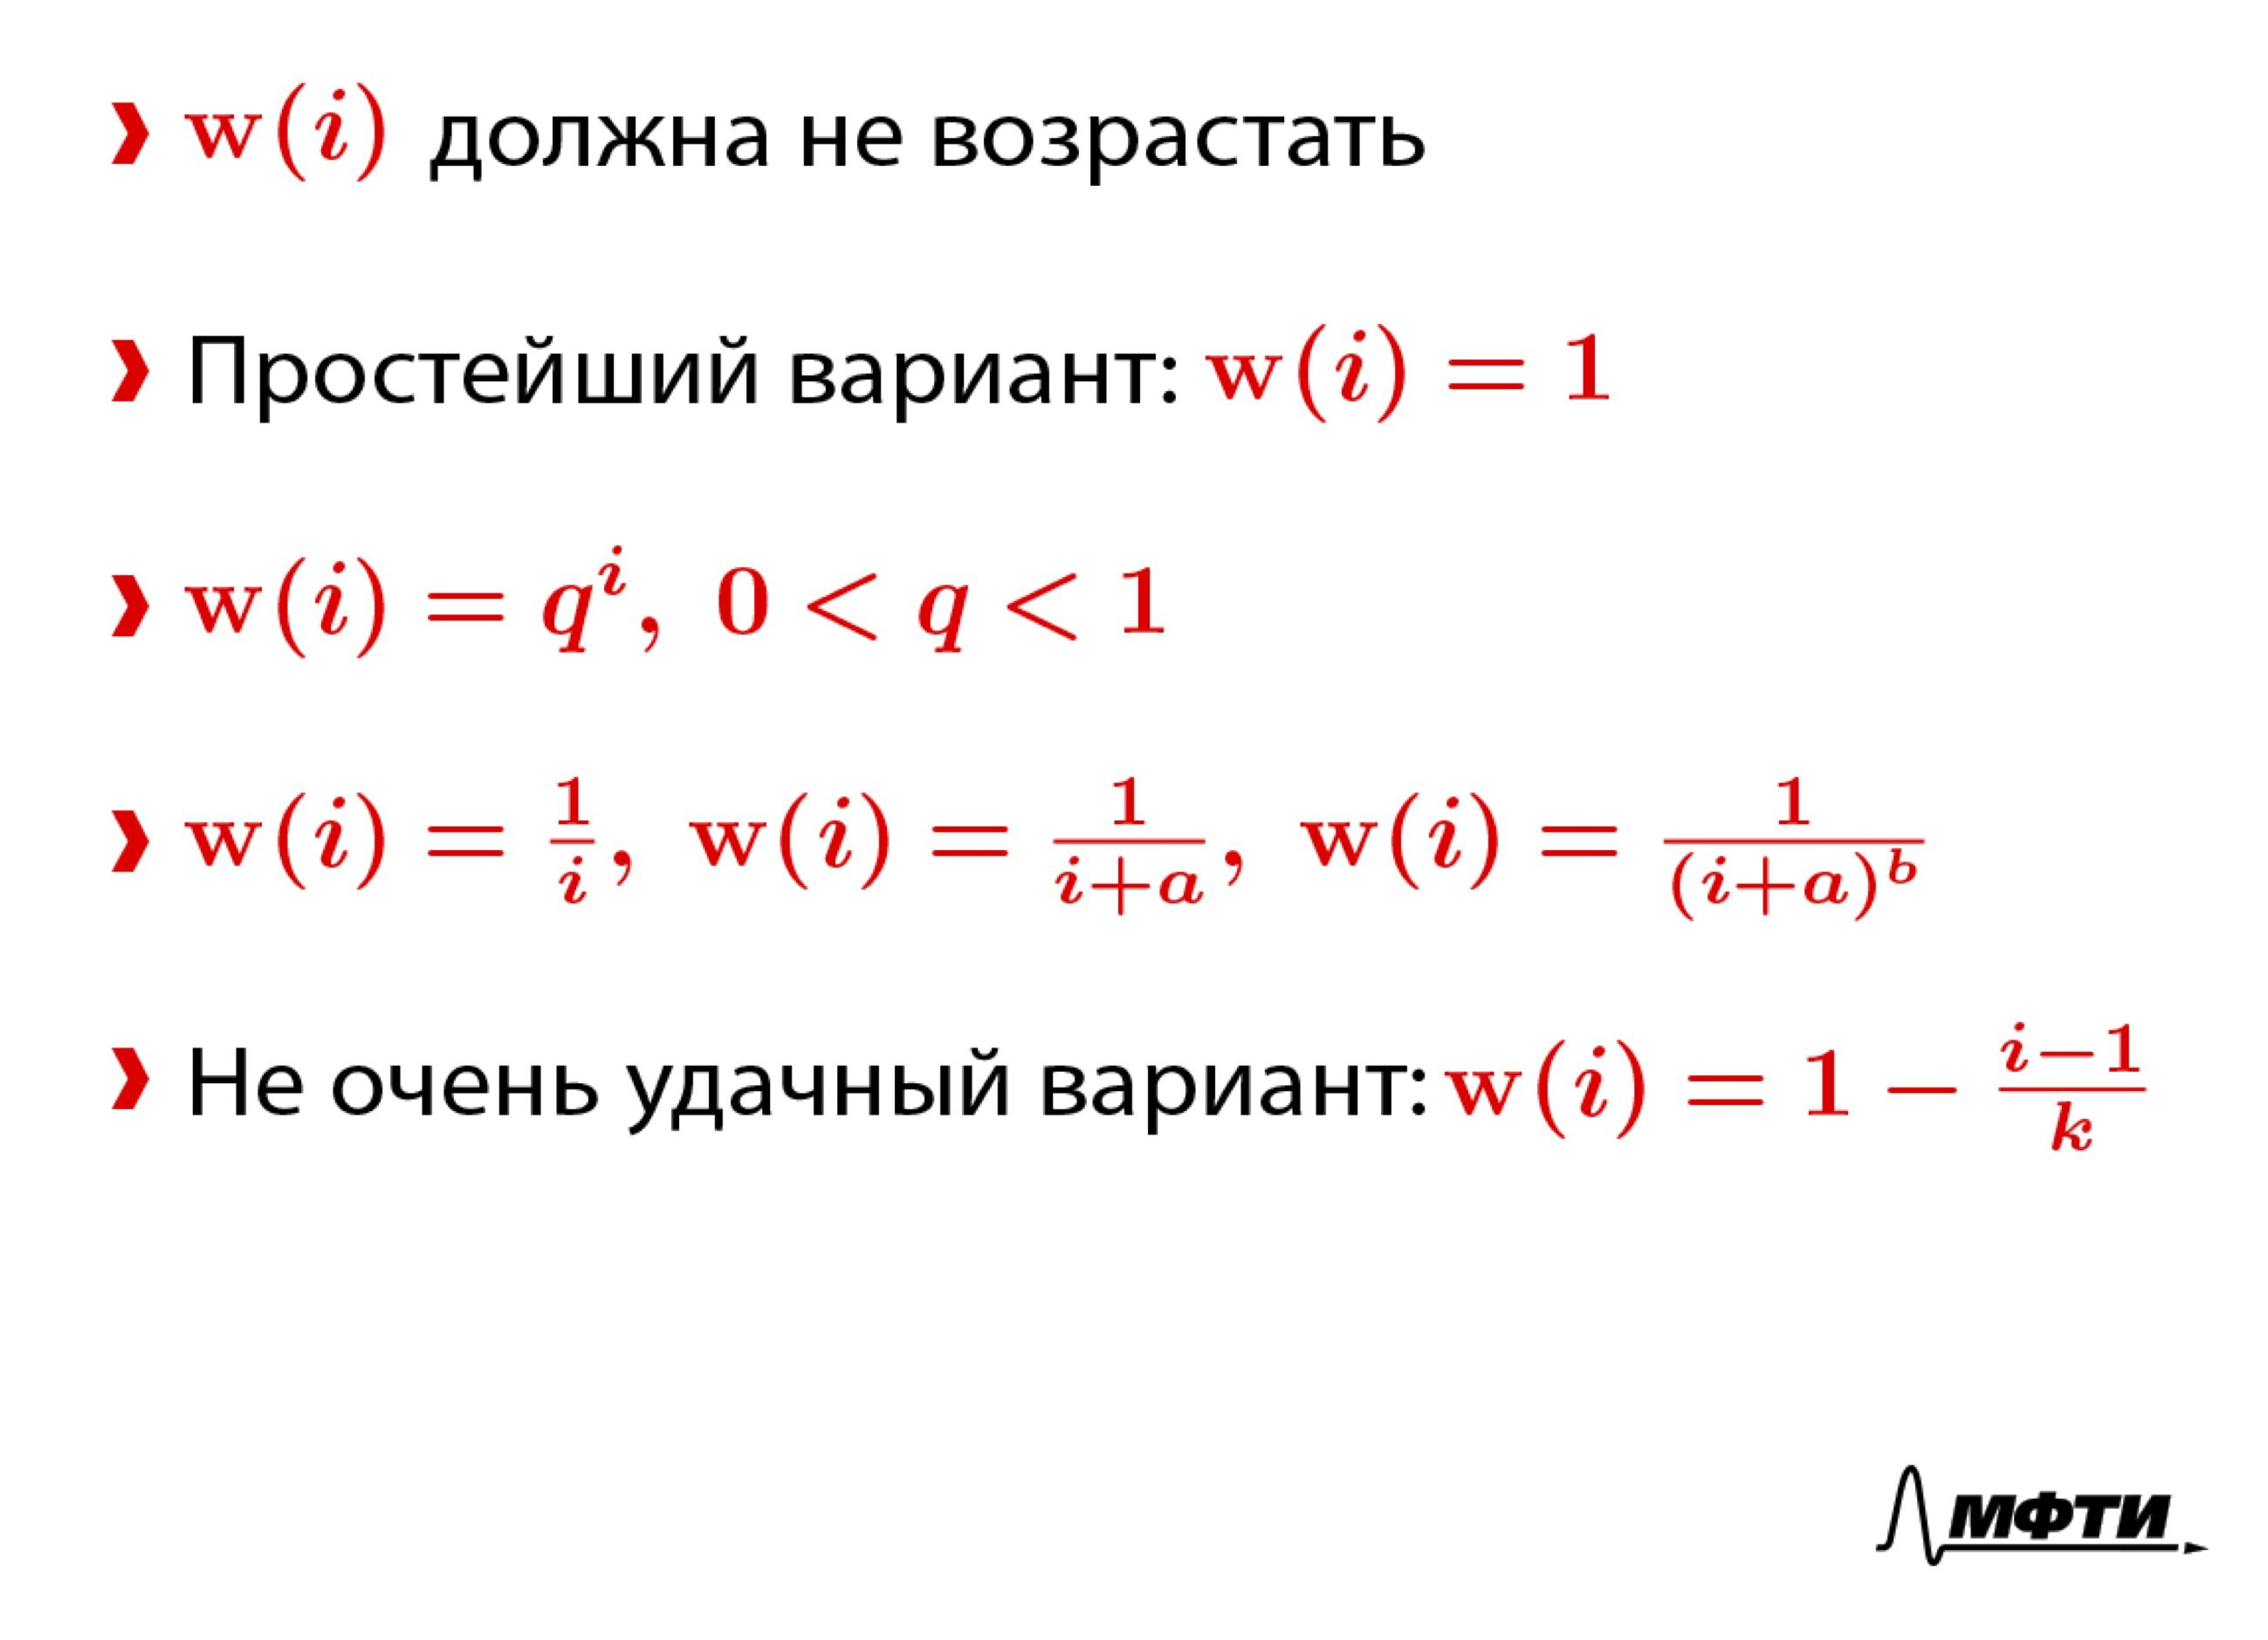 w(i) должна не возрастать
Простейший вариант: w(i) = 1
w(i) = q^i, 0 < q < 1
w(i) = 1/i, w(i) = 1/(i+a), w(i) = 1/(i+a)^b
Не очень удачный вариант: w(i) = 1 − (i−1)/k
МФТИ